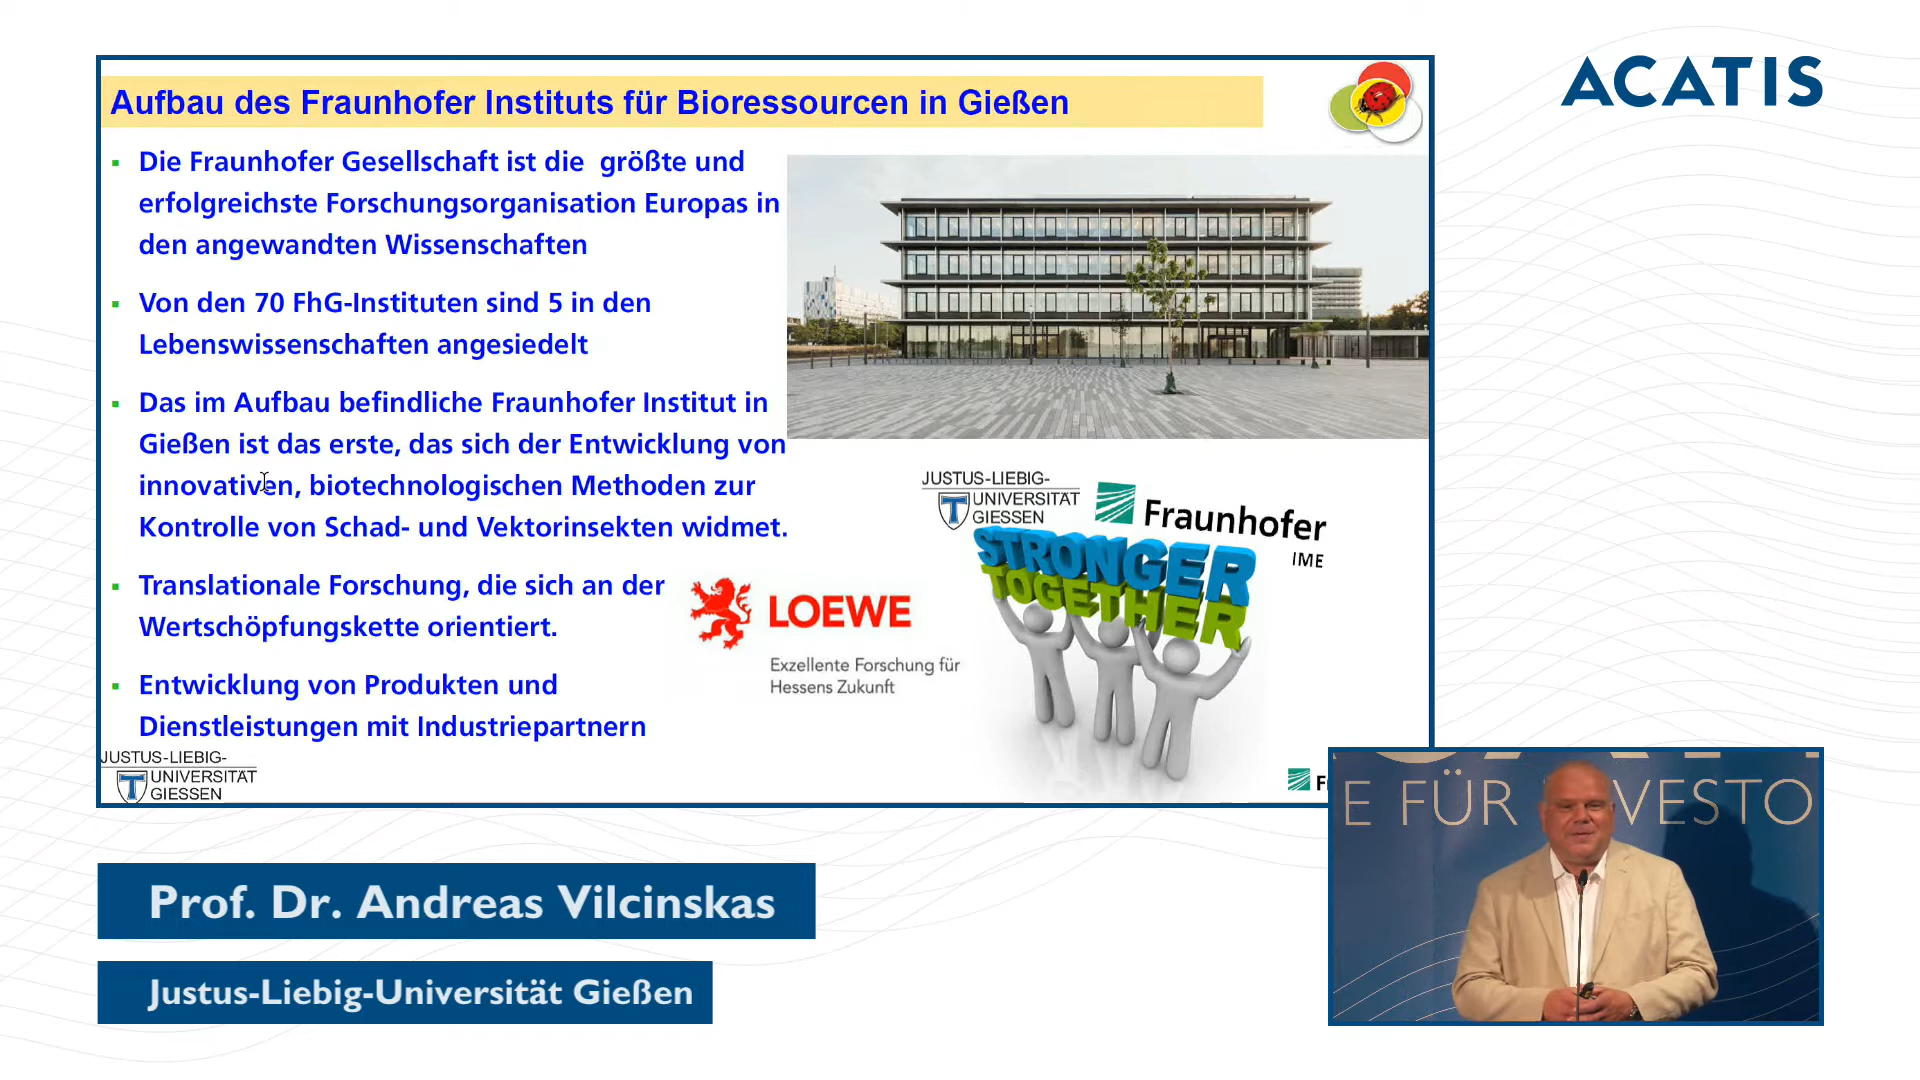 ACATIS
Aufbau des Fraunhofer Instituts für Bioressourcen in Gießen
Die Fraunhofer Gesellschaft ist die größte und
erfolgreichste Forschungsorganisation Europas in
den angewandten Wissenschaften
Von den 70 FhG-Instituten sind 5 in den
Lebenswissenschaften angesiedelt
Das im Aufbau befindliche Fraunhofer Institut in
Gießen ist das erste, das sich der Entwicklung von
innovativen, biotechnologischen Methoden zur
Kontrolle von Schad- und Vektorinsekten widmet.
Translationale Forschung, die sich an der
Wertschöpfungskette orientiert.
Entwicklung von Produkten und
Dienstleistungen mit Industriepartnern
JUSTUS-LIEBIG-
UNIVERSITÄT
GIESSEN
Fraunhofer
IME
STRONGER
TOGETHER
LOEWE
Exzellente Forschung für
Hessens Zukunft
JUSTUS-LIEBIG-
UNIVERSITÄT
GIESSEN
F
E FÜR VESTO
Prof. Dr. Andreas Vilcinskas
Justus-Liebig-Universität Gießen